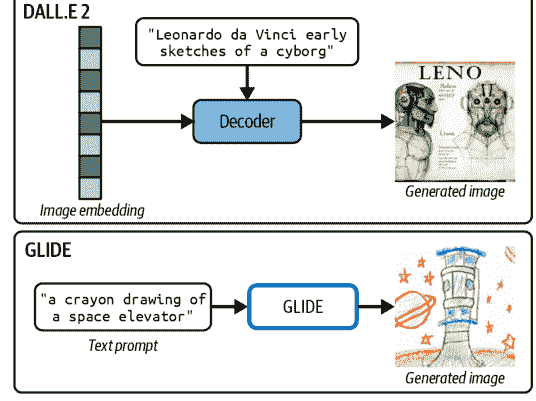 DALL.E 2
"Leonardo da Vinci early
sketches of a cyborg"
Decoder
LENO
Image embedding
Generated image
GLIDE
"a crayon drawing of
a space elevator"
GLIDE
Text prompt
Generated image